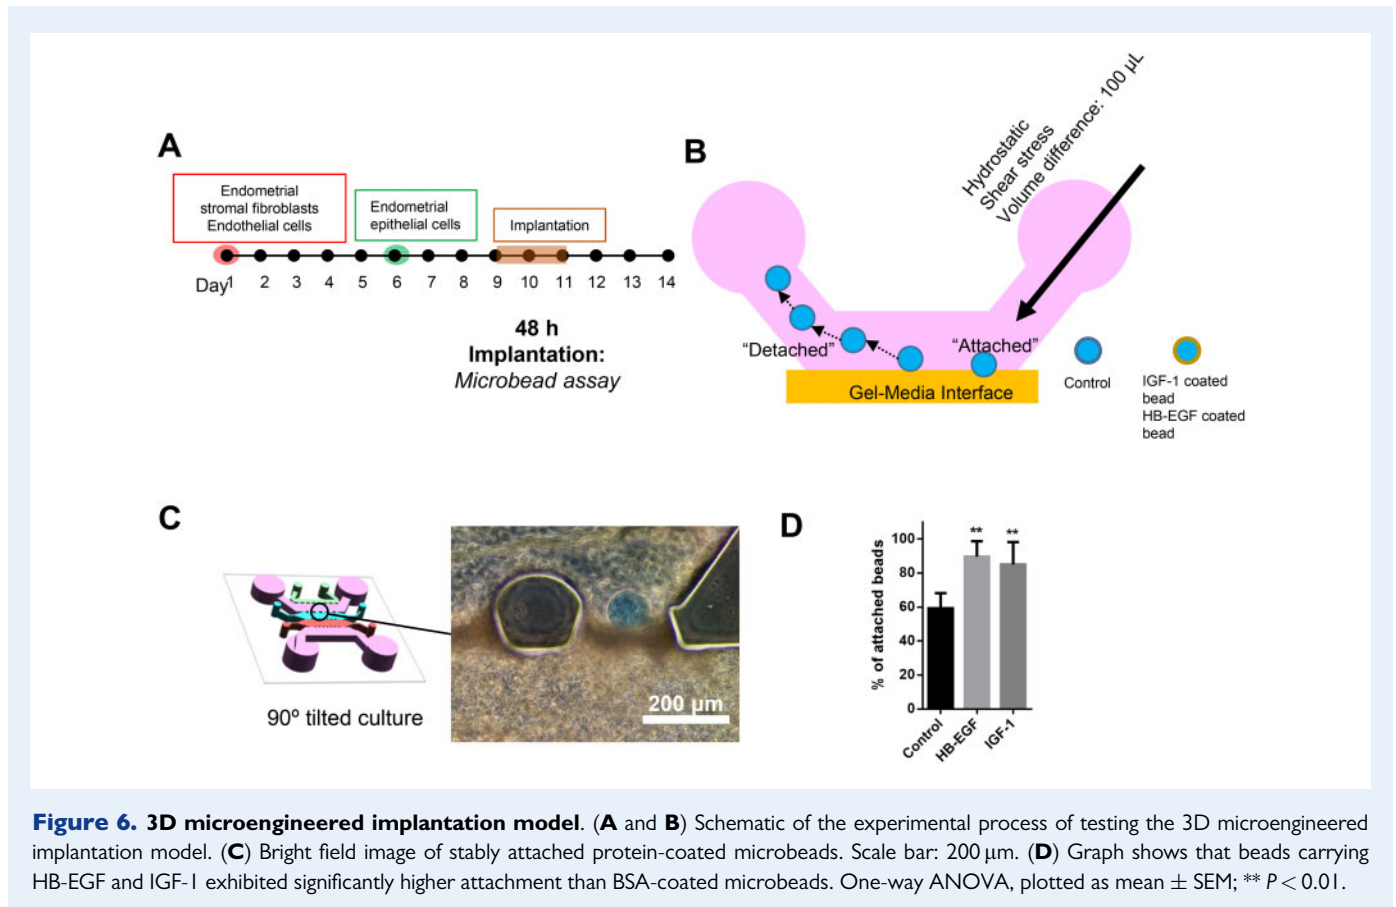 A
Endometrial
stromal fibroblasts
Endothelial cells
Endometrial
epithelial cells
Implantation
Day1 2 3 4 5 6 7 8 9 10 11 12 13 14
48 h
Implantation:
Microbead assay
B
Hydrostatic
Shear stress
Volume difference: 100 µL
"Detached"
"Attached"
Gel-Media Interface
Control
IGF-1 coated
bead
HB-EGF coated
bead
C
90º tilted culture
200 µm
D
% of attached beads
100
80
60
40
20
0
** **
Control
HB-EGF
IGF-1
Figure 6. 3D microengineered implantation model. (A and B) Schematic of the experimental process of testing the 3D microengineered
implantation model. (C) Bright field image of stably attached protein-coated microbeads. Scale bar: 200 µm. (D) Graph shows that beads carrying
HB-EGF and IGF-1 exhibited significantly higher attachment than BSA-coated microbeads. One-way ANOVA, plotted as mean ± SEM; ** P < 0.01.